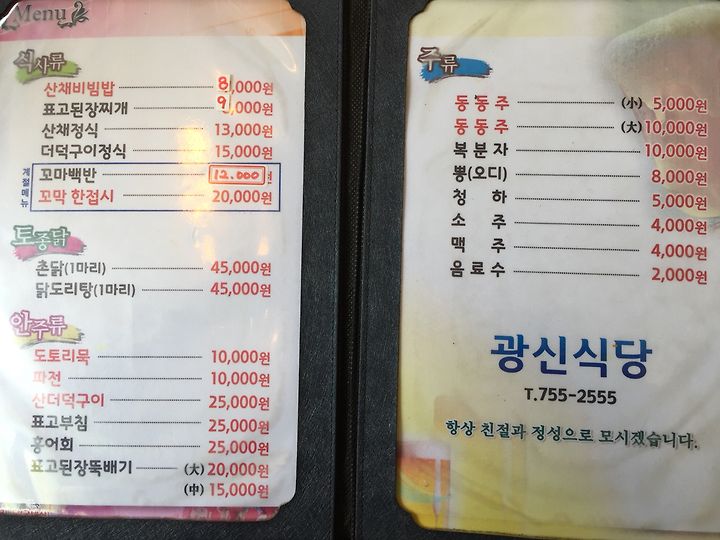 Menu
식사류
산채비빔밥 8,000원
표고된장찌개 9,000원
산채정식 13,000원
더덕구이정식 15,000원
계절메뉴
꼬마백반 12.000
꼬막 한접시 20,000원
토종닭
촌닭(1마리) 45,000원
닭도리탕(1마리) 45,000원
안주류
도토리묵 10,000원
파전 10,000원
산더덕구이 25,000원
표고부침 25,000원
홍어회 25,000원
표고된장뚝배기 (大) 20,000원
(中) 15,000원
주류
동동주 (小) 5,000원
동동주 (大) 10,000원
복분자 10,000원
뽕(오디) 8,000원
청하 5,000원
소주 4,000원
맥주 4,000원
음료수 2,000원
광신식당
T.755-2555
항상 친절과 정성으로 모시겠습니다.